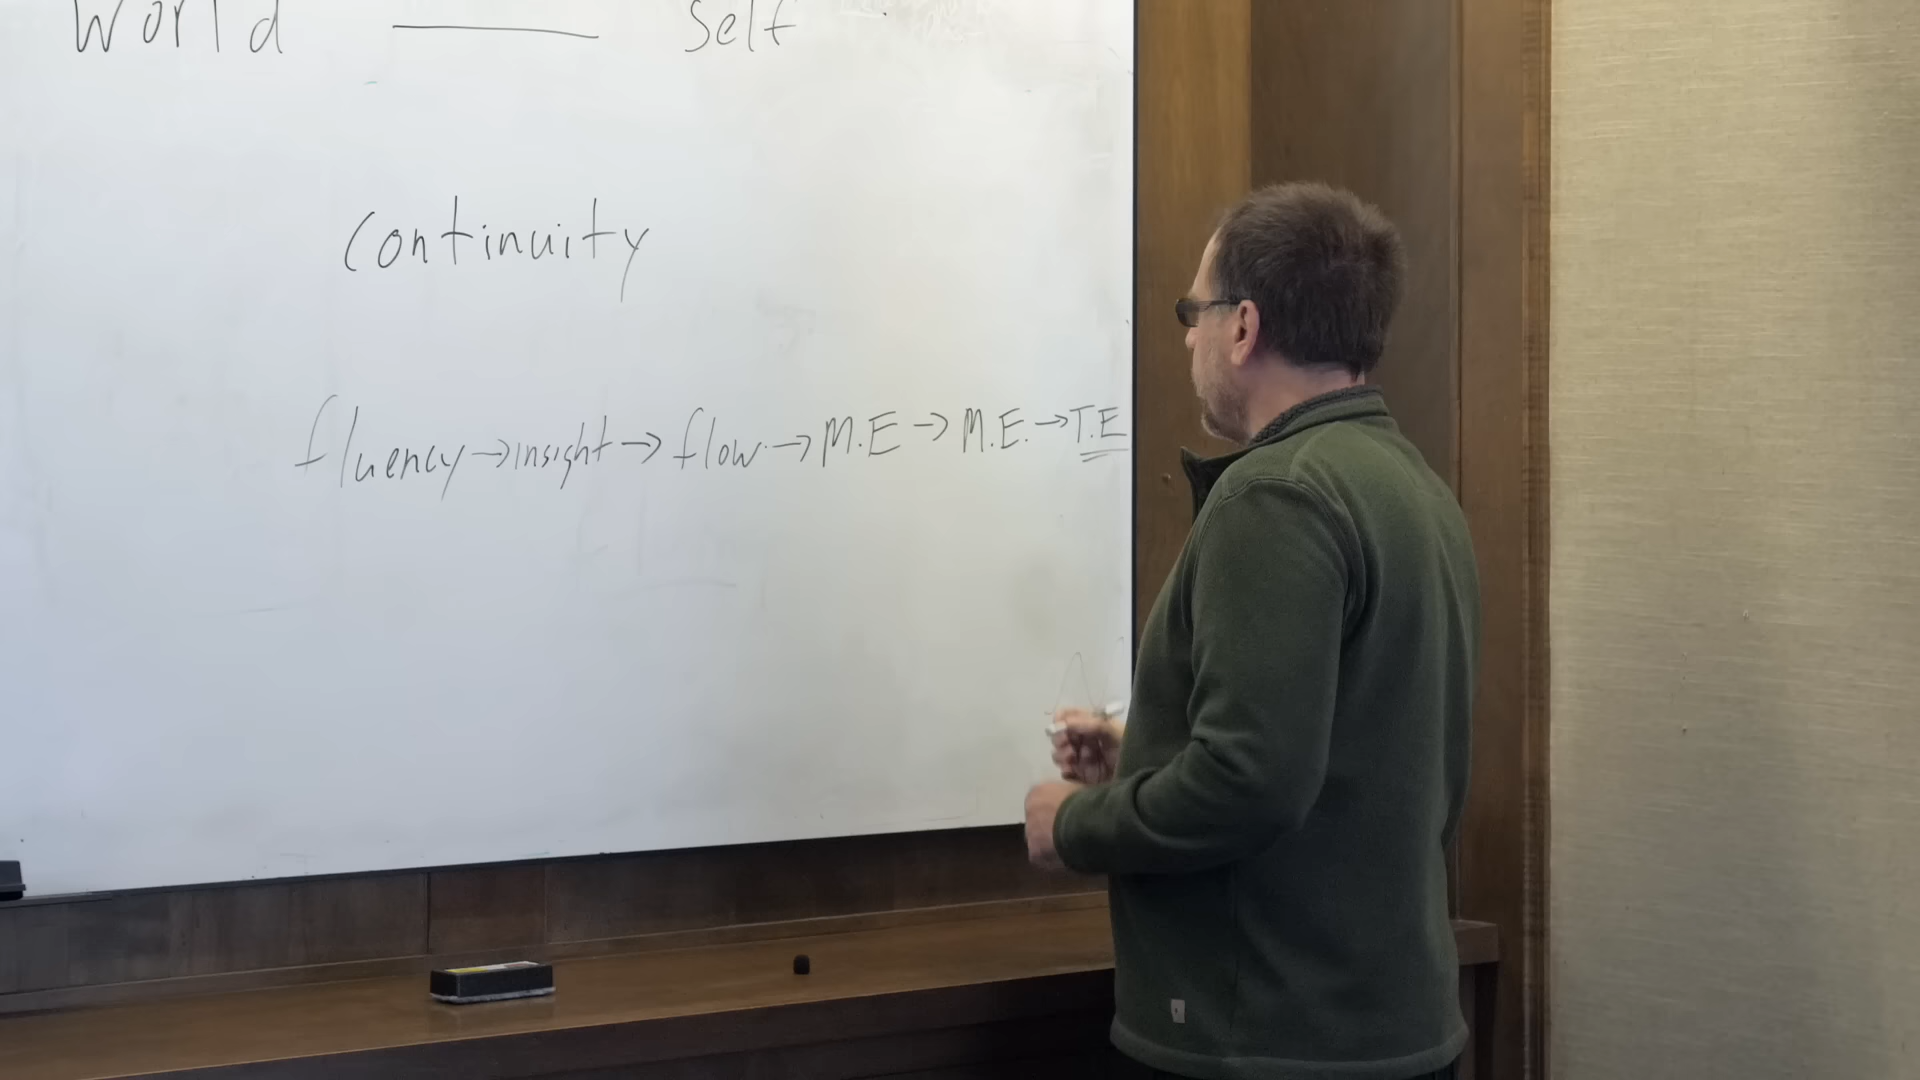 World — Self
Continuity
fluency → insight → flow → M.E → M.E. → T.E